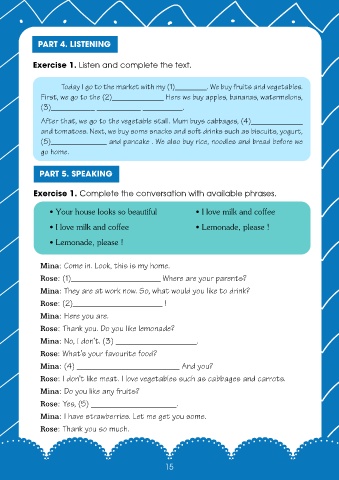 PART 4. LISTENING
Exercise 1. Listen and complete the text.
Today I go to the market with my (1)________. We buy fruits and vegetables.
First, we go to the (2)_____________ Here we buy apples, bananas, watermelons,
(3)___________ ___________ __________.
After that, we go to the vegetable stall. Mum buys cabbages, (4)_____________
and tomatoes. Next, we buy some snacks and soft drinks such as biscuits, yogurt,
(5)______________ and pancake . We also buy rice, noodles and bread before we
go home.
PART 5. SPEAKING
Exercise 1. Complete the conversation with available phrases.
• Your house looks so beautiful • I love milk and coffee
• I love milk and coffee • Lemonade, please !
• Lemonade, please !
Mina: Come in. Look, this is my home.
Rose: (1)______________________ Where are your parents?
Mina: They are at work now. So, what would you like to drink?
Rose: (2)______________________ !
Mina: Here you are.
Rose: Thank you. Do you like lemonade?
Mina: No, I don't. (3) ____________________.
Rose: What's your favourite food?
Mina: (4) __________________________ And you?
Rose: I don't like meat. I love vegetables such as cabbages and carrots.
Mina: Do you like any fruits?
Rose: Yes, (5) _____________________.
Mina: I have strawberries. Let me get you some.
Rose: Thank you so much.
15